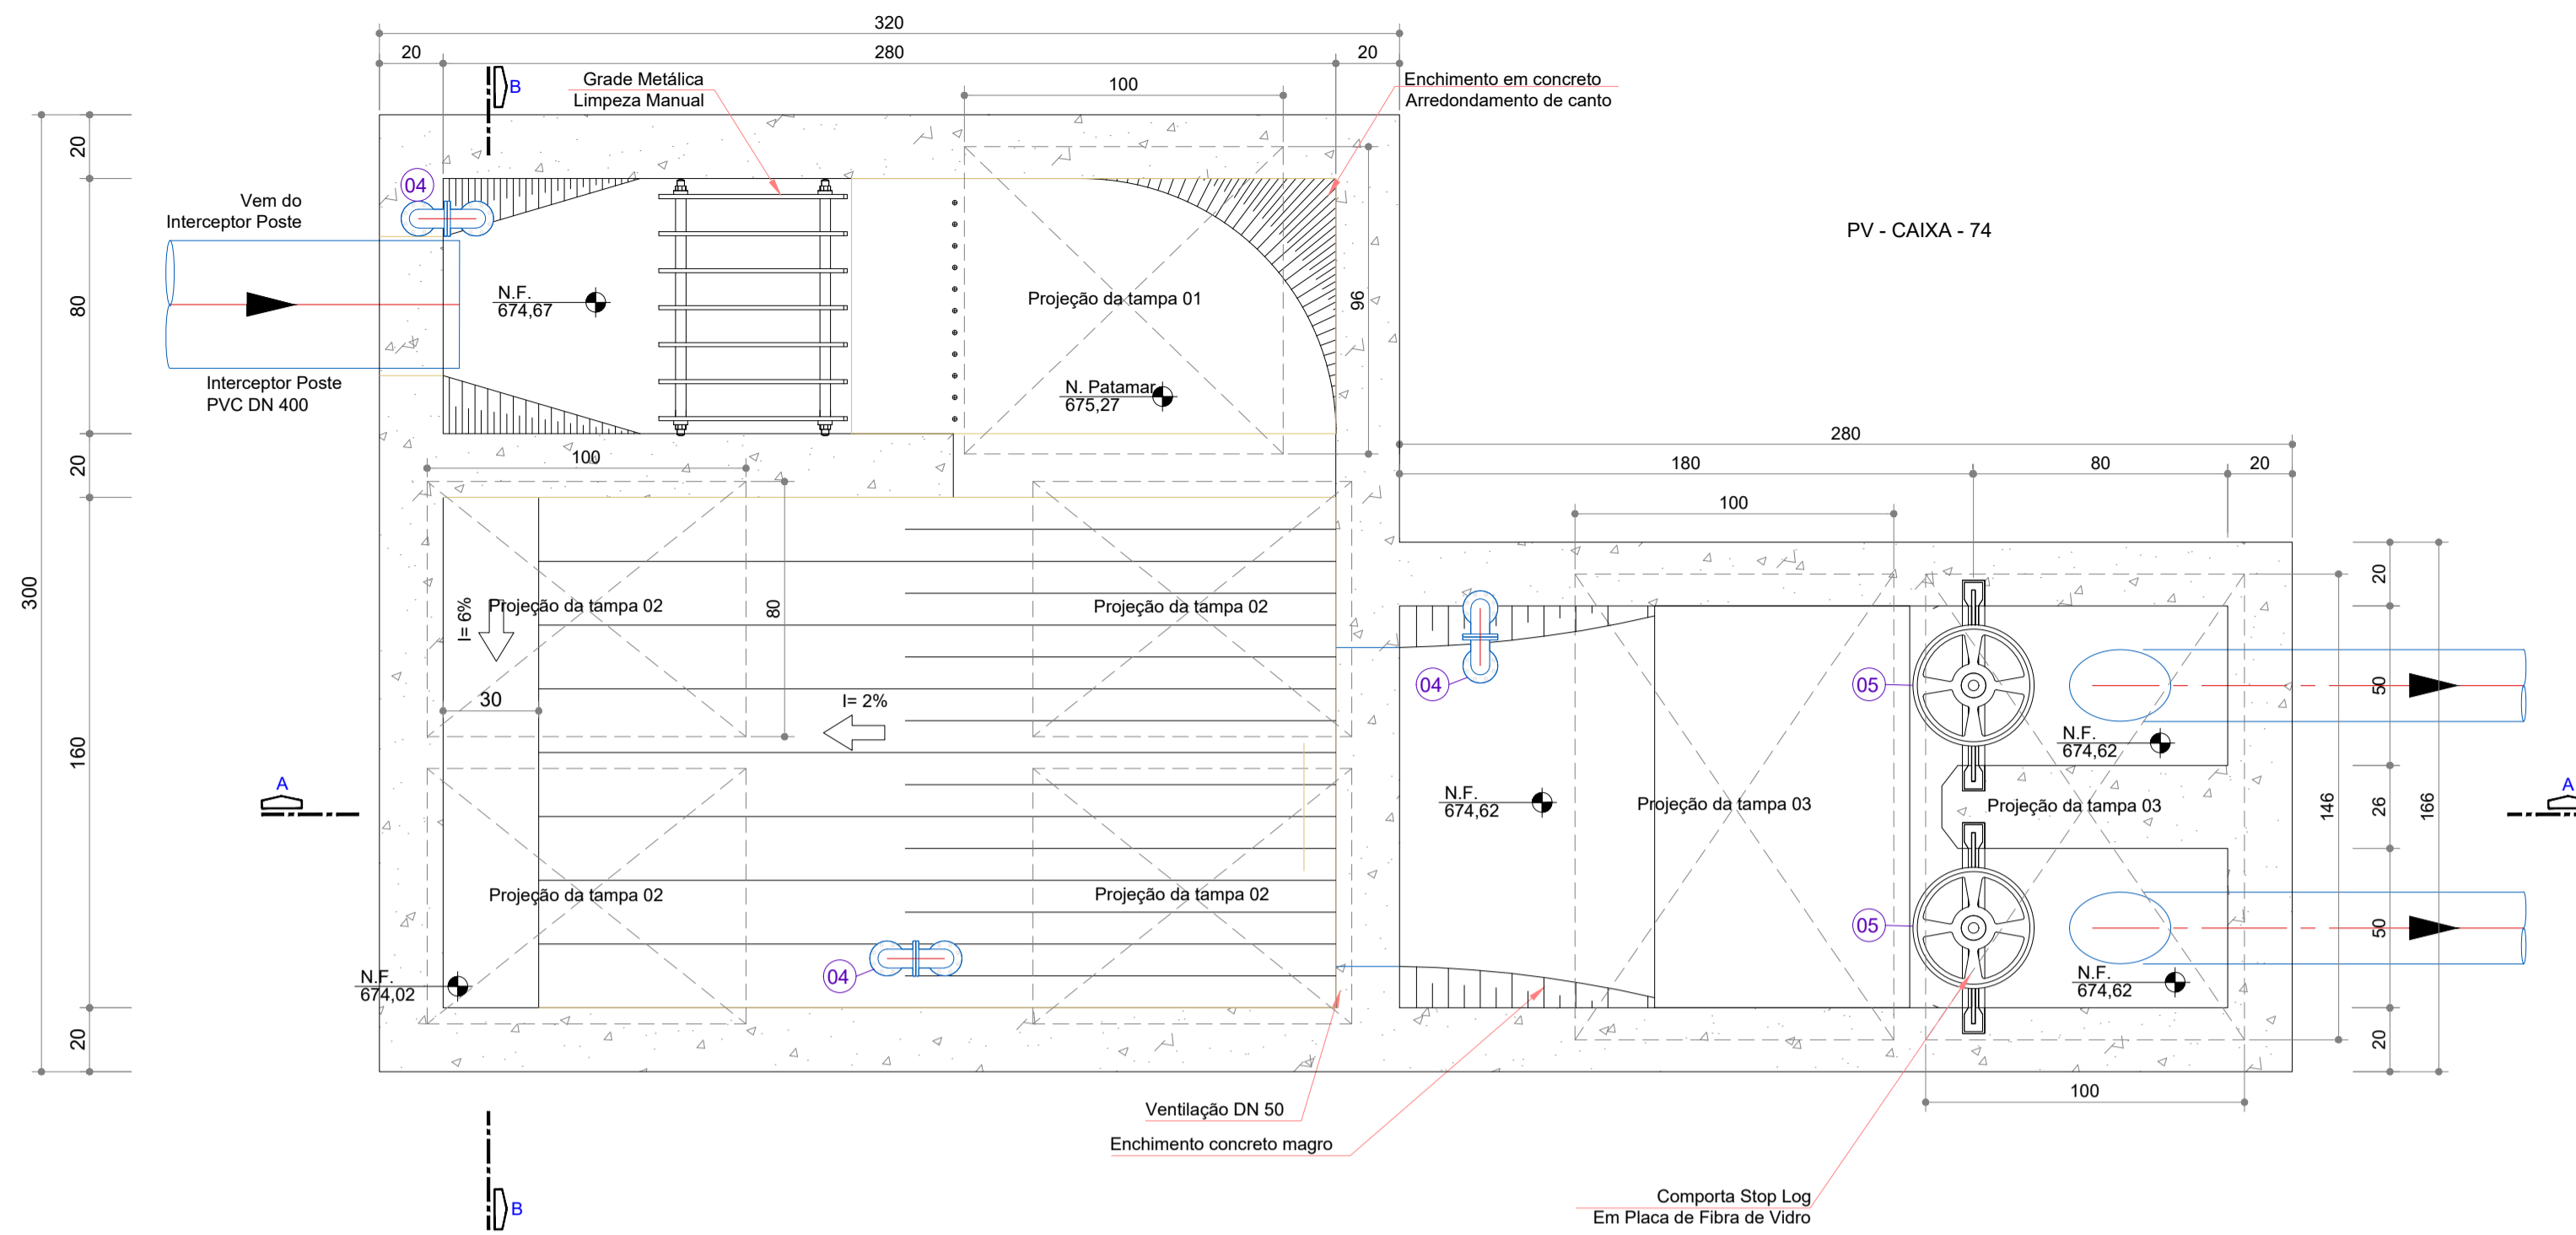 320
20
280
20
B
Grade Metálica
Limpeza Manual
100
Enchimento em concreto
Arredondamento de canto
20
04
Vem do
Interceptor Poste
PV - CAIXA - 74
N.F.
674,67
Projeção da tampa 01
96
80
Interceptor Poste
PVC DN 400
N. Patamar
675,27
280
20
100
180
80
20
100
300
I= 6%
Projeção da tampa 02
80
Projeção da tampa 02
20
30
I= 2%
04
05
50
N.F.
674,62
160
A
N.F.
674,62
Projeção da tampa 03
Projeção da tampa 03
146
26
166
A
Projeção da tampa 02
Projeção da tampa 02
05
50
N.F.
674,02
04
N.F.
674,62
20
20
100
Ventilação DN 50
Enchimento concreto magro
B
Comporta Stop Log
Em Placa de Fibra de Vidro